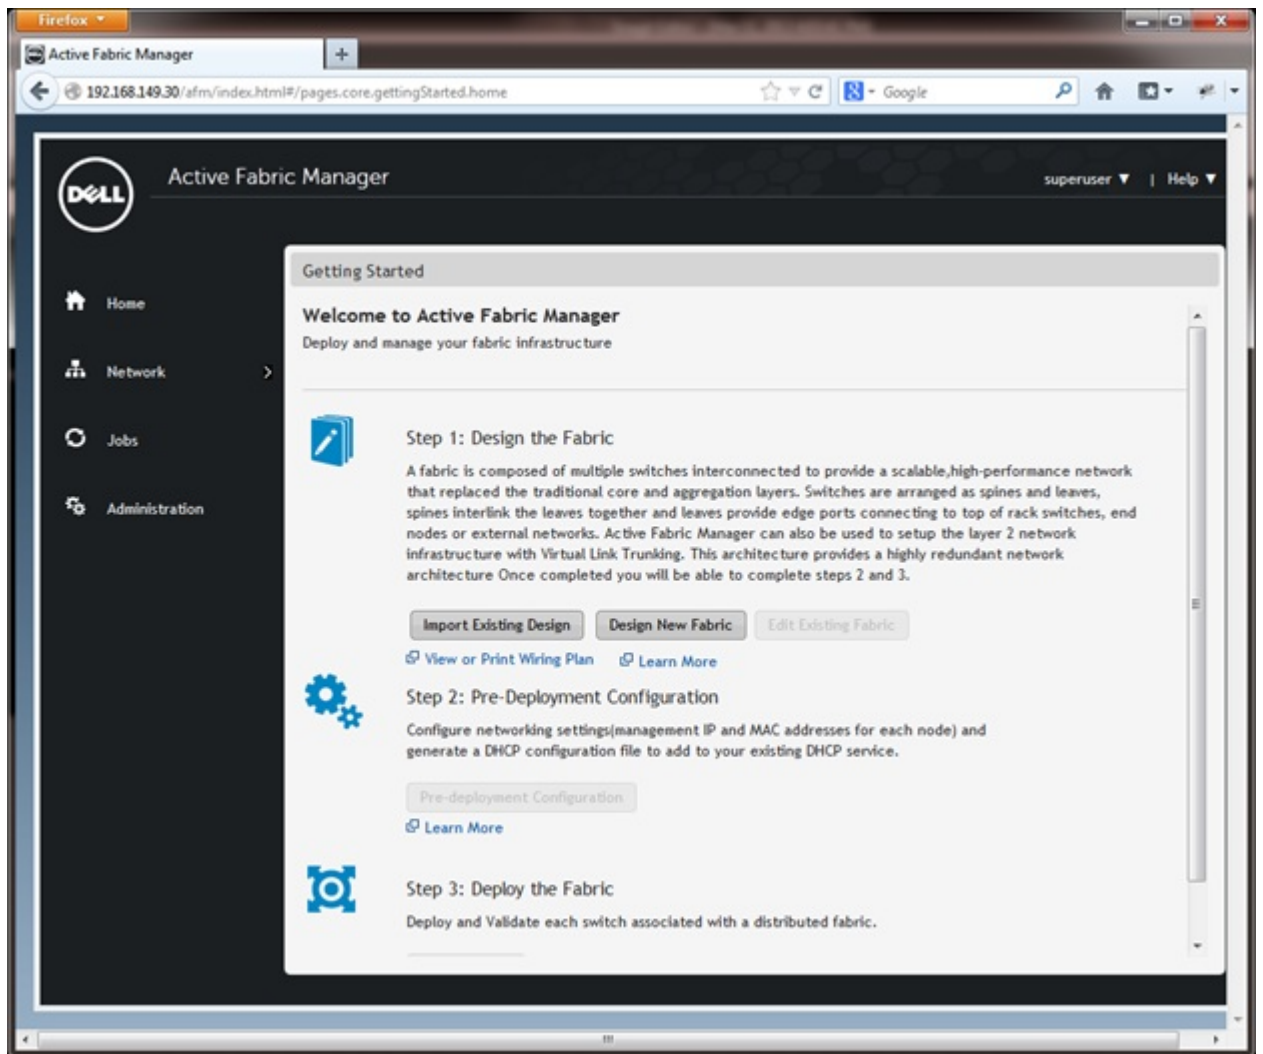 Firefox
Active Fabric Manager
192.168.149.30/afm/index.html#/pages.core.gettingStarted.home
Google
DELL
Active Fabric Manager
superuser ▼ | Help ▼
Getting Started
Home
Welcome to Active Fabric Manager
Deploy and manage your fabric infrastructure
Network
Jobs
Administration
Step 1: Design the Fabric
A fabric is composed of multiple switches interconnected to provide a scalable,high-performance network
that replaced the traditional core and aggregation layers. Switches are arranged as spines and leaves,
spines interlink the leaves together and leaves provide edge ports connecting to top of rack switches, end
nodes or external networks. Active Fabric Manager can also be used to setup the layer 2 network
infrastructure with Virtual Link Trunking. This architecture provides a highly redundant network
architecture Once completed you will be able to complete steps 2 and 3.
Import Existing Design Design New Fabric Edit Existing Fabric
View or Print Wiring Plan Learn More
Step 2: Pre-Deployment Configuration
Configure networking settings(management IP and MAC addresses for each node) and
generate a DHCP configuration file to add to your existing DHCP service.
Pre-deployment Configuration
Learn More
Step 3: Deploy the Fabric
Deploy and Validate each switch associated with a distributed fabric.